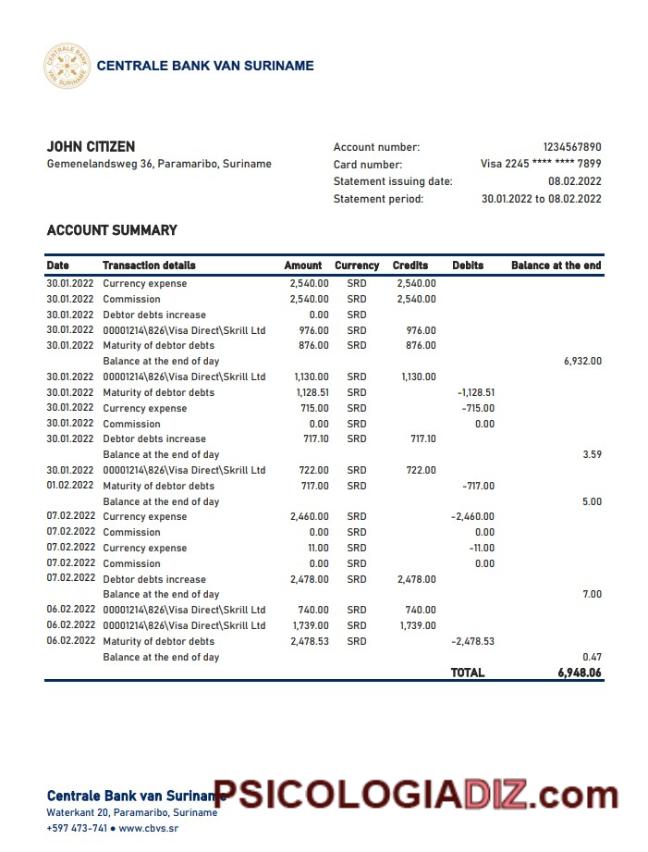 CENTRALE BANK VAN SURINAME
CENTRALE BANK VAN SURINAME
JOHN CITIZEN
Gemenelandsweg 36, Paramaribo, Suriname
Account number: 1234567890
Card number: Visa 2245 **** **** 7899
Statement issuing date: 08.02.2022
Statement period: 30.01.2022 to 08.02.2022
ACCOUNT SUMMARY
Date Transaction details Amount Currency Credits Debits Balance at the end
30.01.2022 Currency expense 2,540.00 SRD 2,540.00
30.01.2022 Commission 2,540.00 SRD 2,540.00
30.01.2022 Debtor debts increase 0.00 SRD
30.01.2022 00001214\826\Visa Direct\Skrill Ltd 976.00 SRD 976.00
30.01.2022 Maturity of debtor debts 876.00 SRD 876.00
Balance at the end of day 6,932.00
30.01.2022 00001214\826\Visa Direct\Skrill Ltd 1,130.00 SRD 1,130.00
30.01.2022 Maturity of debtor debts 1,128.51 SRD -1,128.51
30.01.2022 Currency expense 715.00 SRD -715.00
30.01.2022 Commission 0.00 SRD 0.00
30.01.2022 Debtor debts increase 717.10 SRD 717.10
Balance at the end of day 3.59
30.01.2022 00001214\826\Visa Direct\Skrill Ltd 722.00 SRD 722.00
01.02.2022 Maturity of debtor debts 717.00 SRD -717.00
Balance at the end of day 5.00
07.02.2022 Currency expense 2,460.00 SRD -2,460.00
07.02.2022 Commission 0.00 SRD 0.00
07.02.2022 Currency expense 11.00 SRD -11.00
07.02.2022 Commission 0.00 SRD 0.00
07.02.2022 Debtor debts increase 2,478.00 SRD 2,478.00
Balance at the end of day 7.00
06.02.2022 00001214\826\Visa Direct\Skrill Ltd 740.00 SRD 740.00
06.02.2022 00001214\826\Visa Direct\Skrill Ltd 1,739.00 SRD 1,739.00
06.02.2022 Maturity of debtor debts 2,478.53 SRD -2,478.53
Balance at the end of day 0.47
TOTAL 6,948.06
Centrale Bank van Suriname
PSICOLOGIADIZ.com
Waterkant 20, Paramaribo, Suriname
+597 473-741 ● www.cbvs.sr